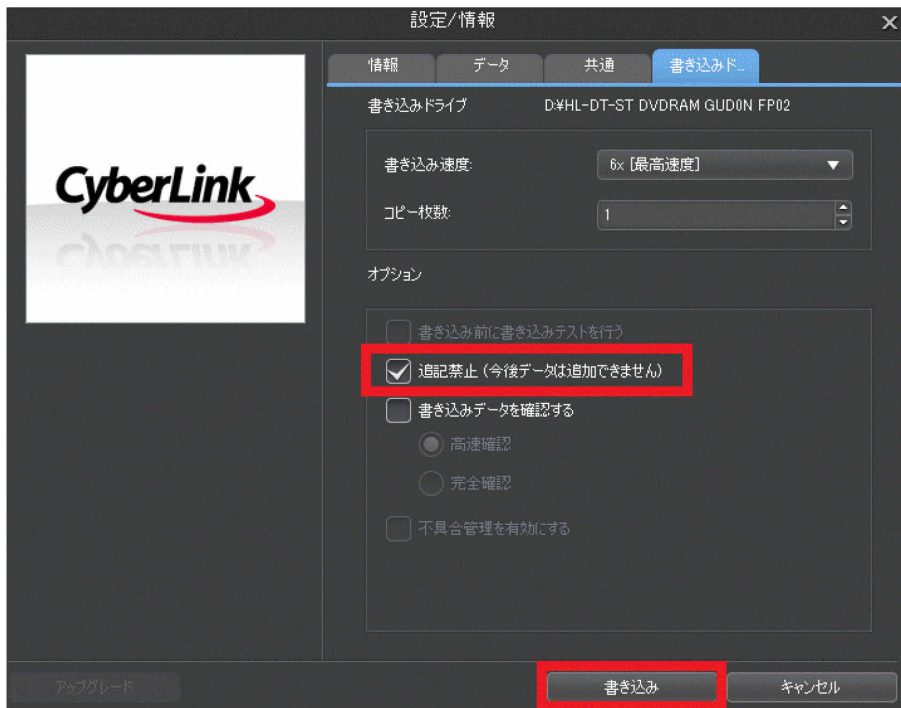 設定/情報
CyberLink
情報 データ 共通 書き込みド...
書き込みドライブ D:¥HL-DT-ST DVDRAM GUD0N FP02
書き込み速度: 6x [最高速度]
コピー枚数: 1
オプション
書き込み前に書き込みテストを行う
追記禁止 (今後データは追加できません)
書き込みデータを確認する
高速確認
完全確認
不具合管理を有効にする
アップグレード 書き込み キャンセル